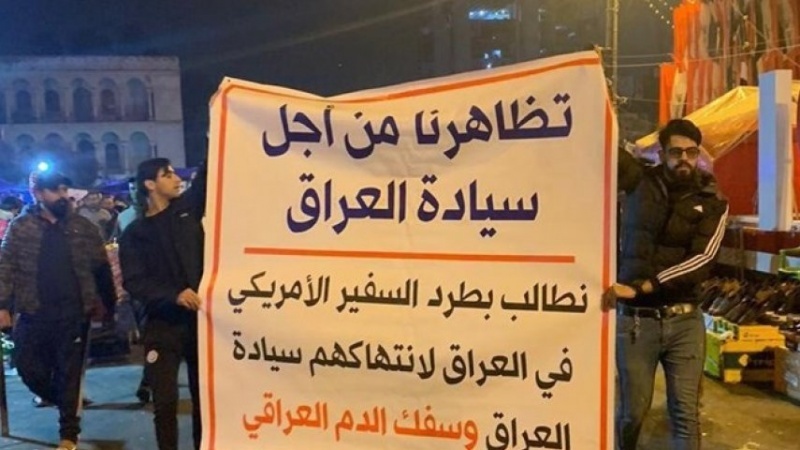 تظاهرنا من أجل
سيادة العراق
نطالب بطرد السفير الأمريكي
في العراق لانتهاكهم سيادة
العراق وسفك الدم العراقي